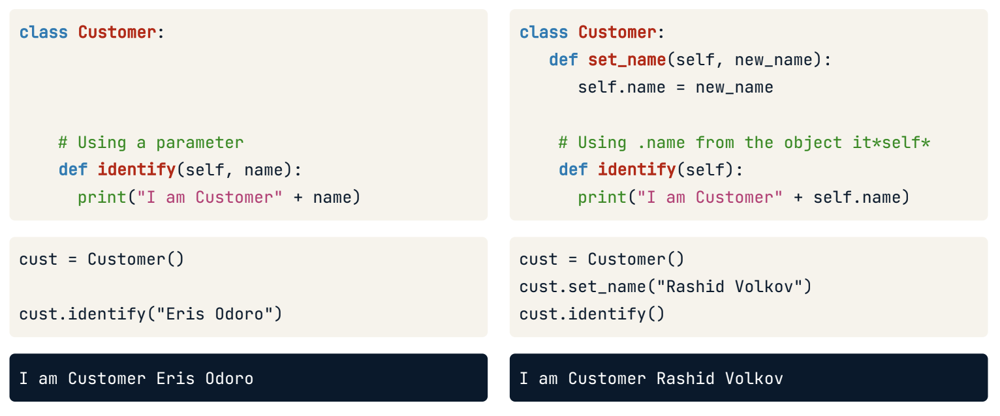 class Customer:
# Using a parameter
def identify(self, name):
print("I am Customer" + name)
cust = Customer()
cust.identify("Eris Odoro")
I am Customer Eris Odoro
class Customer:
def set_name(self, new_name):
self.name = new_name
# Using .name from the object it*self*
def identify(self):
print("I am Customer" + self.name)
cust = Customer()
cust.set_name("Rashid Volkov")
cust.identify()
I am Customer Rashid Volkov